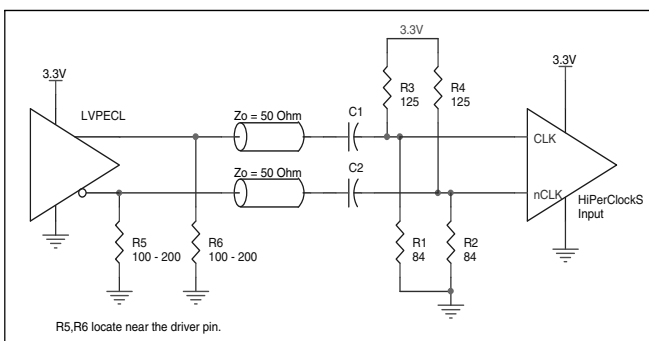 3.3V
3.3V
3.3V
LVPECL
R3
125
R4
125
Zo = 50 Ohm
C1
CLK
Zo = 50 Ohm
C2
nCLK
HiPerClockS
Input
R5
100 - 200
R6
100 - 200
R1
84
R2
84
R5,R6 locate near the driver pin.